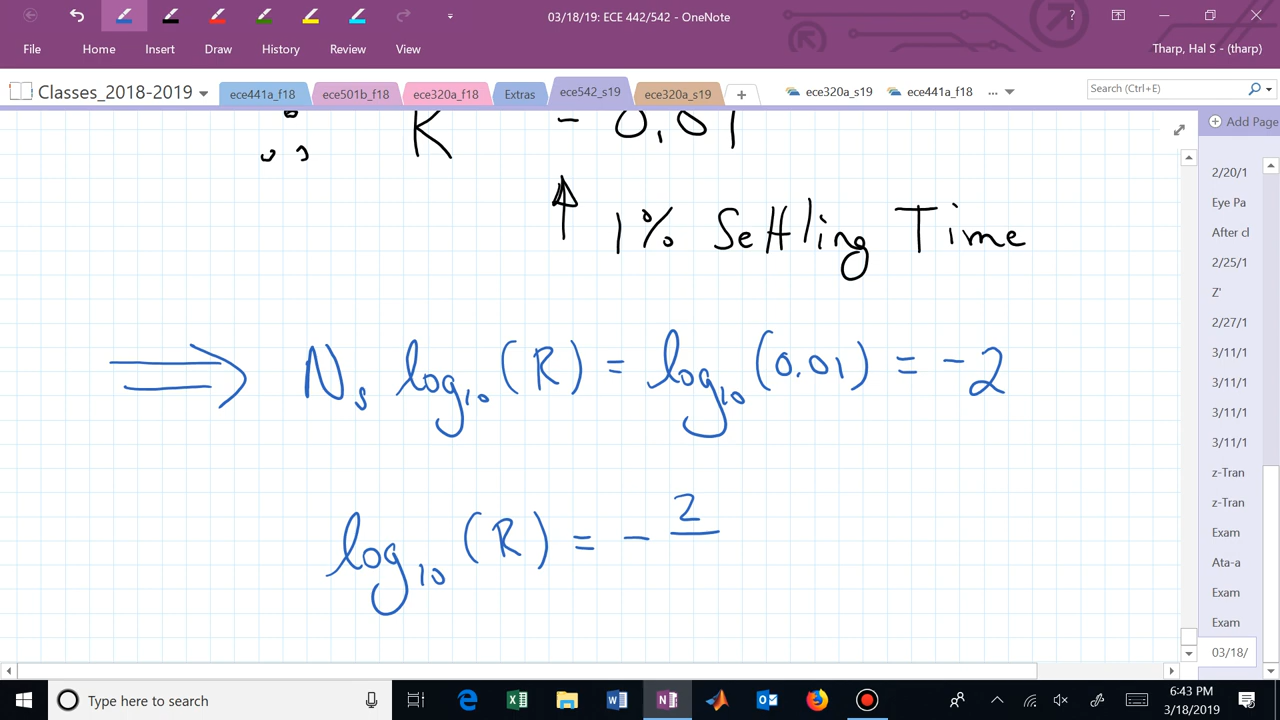 03/18/19: ECE 442/542 - OneNote
?
File Home Insert Draw History Review View
Tharp, Hal S - (tharp)
Classes_2018-2019
ece441a_f18 ece501b_f18 ece320a_f18 Extras ece542_s19 ece320a_s19 +
ece320a_s19 ece441a_f18 ...
Search (Ctrl+E)
Add Page
R - 0.01
1% Settling Time
⟹ Ns log10 (R) = log10 (0.01) = -2
log10 (R) = - 2
2/20/1
Eye Pa
After cl
2/25/1
Z'
2/27/1
3/11/1
3/11/1
3/11/1
3/11/1
z-Tran
z-Tran
Exam
Ata-a
Exam
Exam
03/18/
Type here to search
6:43 PM
3/18/2019